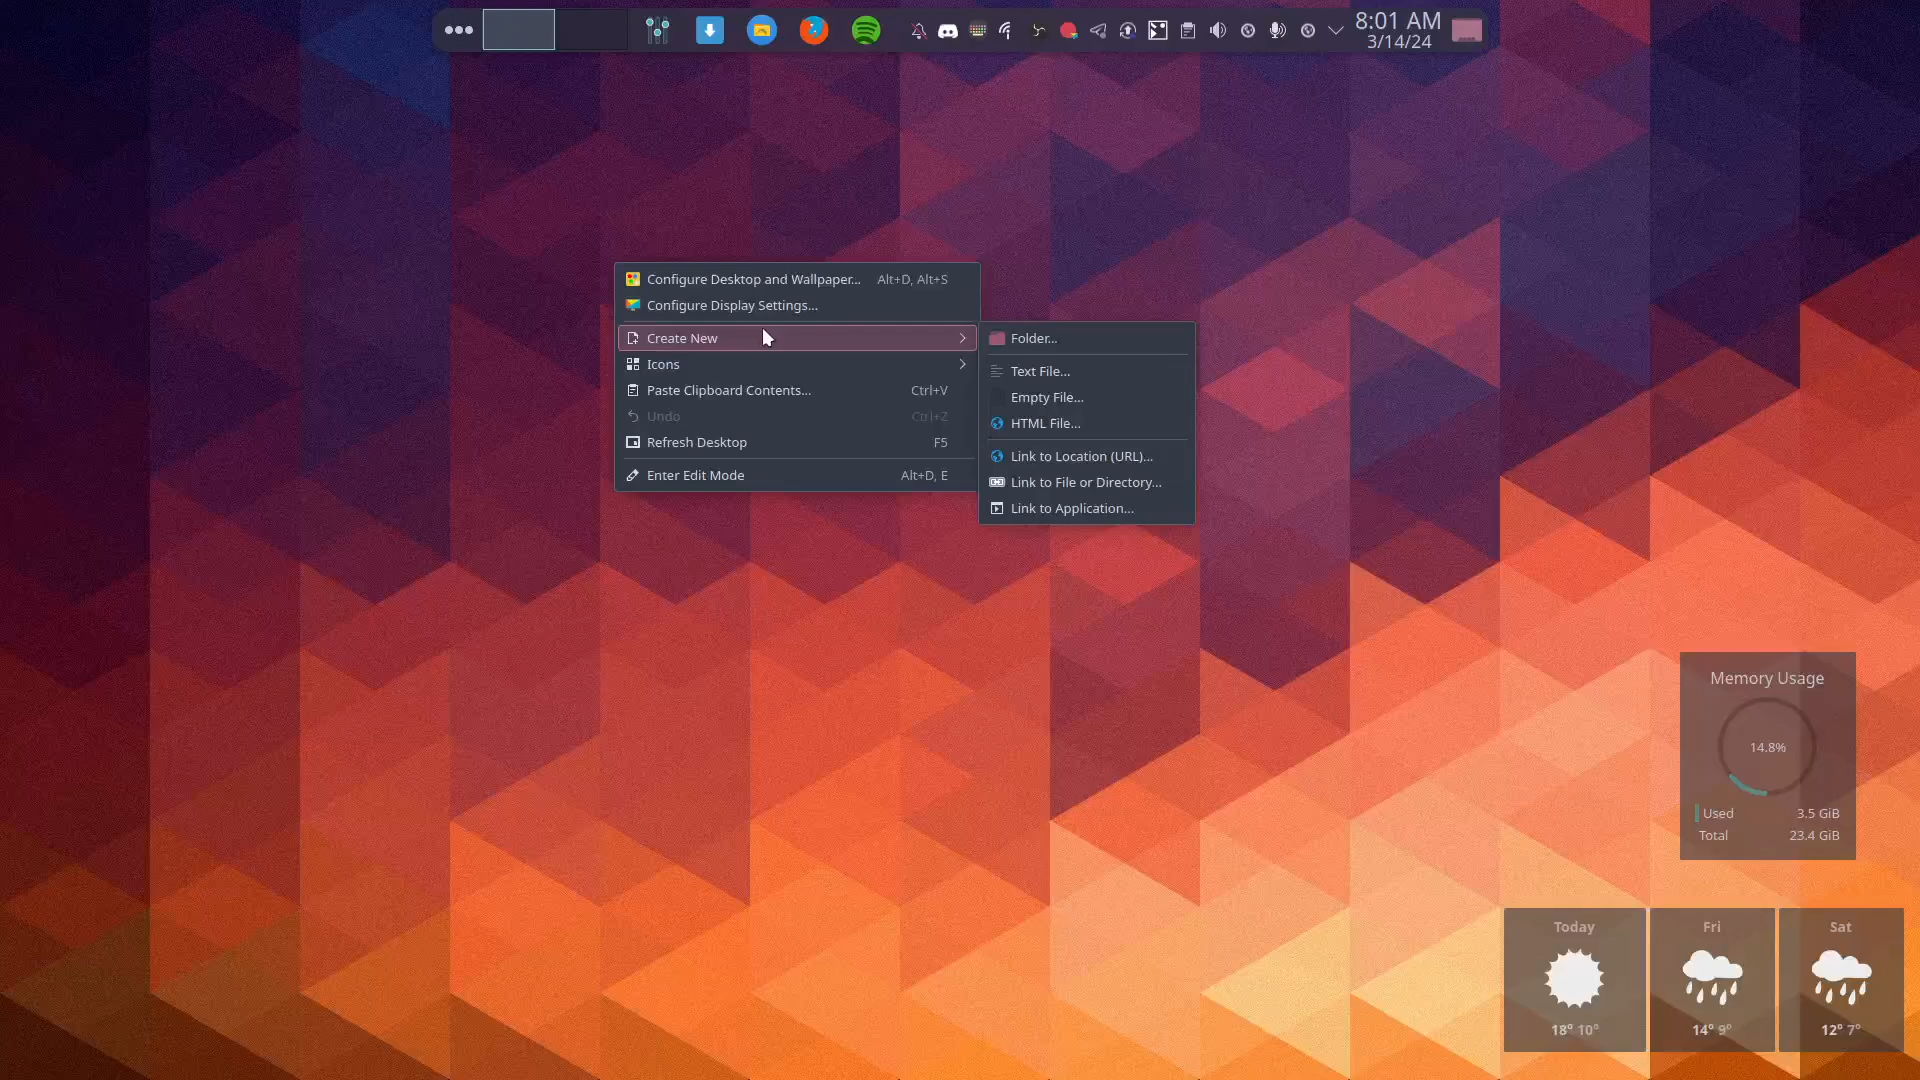 8:01 AM
3/14/24
Configure Desktop and Wallpaper... Alt+D, Alt+S
Configure Display Settings...
Create New
Icons
Paste Clipboard Contents... Ctrl+V
Undo Ctrl+Z
Refresh Desktop F5
Enter Edit Mode Alt+D, E
Folder...
Text File...
Empty File...
HTML File...
Link to Location (URL)...
Link to File or Directory...
Link to Application...
Memory Usage
14.8%
Used 3.5 GiB
Total 23.4 GiB
Today Fri Sat
18° 10° 14° 9° 12° 7°